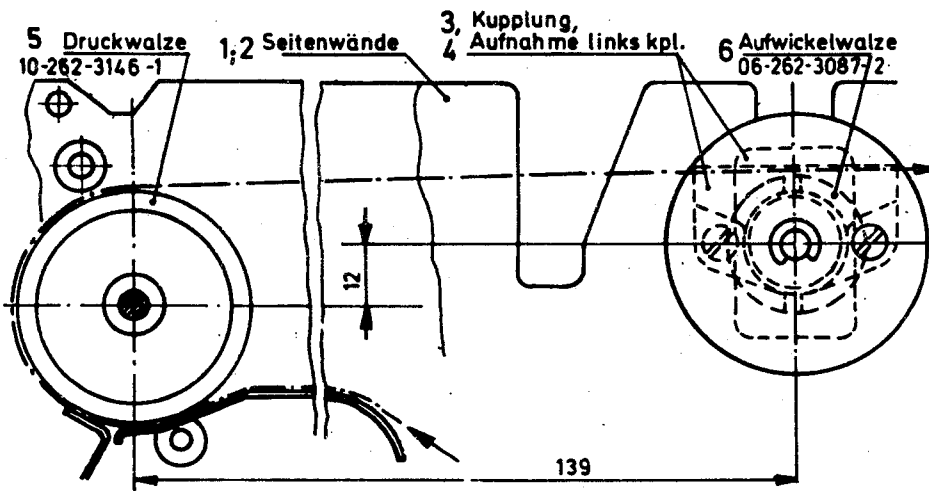 5 Druckwalze
10-262-3146-1
1;2 Seitenwände
3, Kupplung,
4 Aufnahme links kpl.
6 Aufwickelwalze
06-262-3087-2
12
139